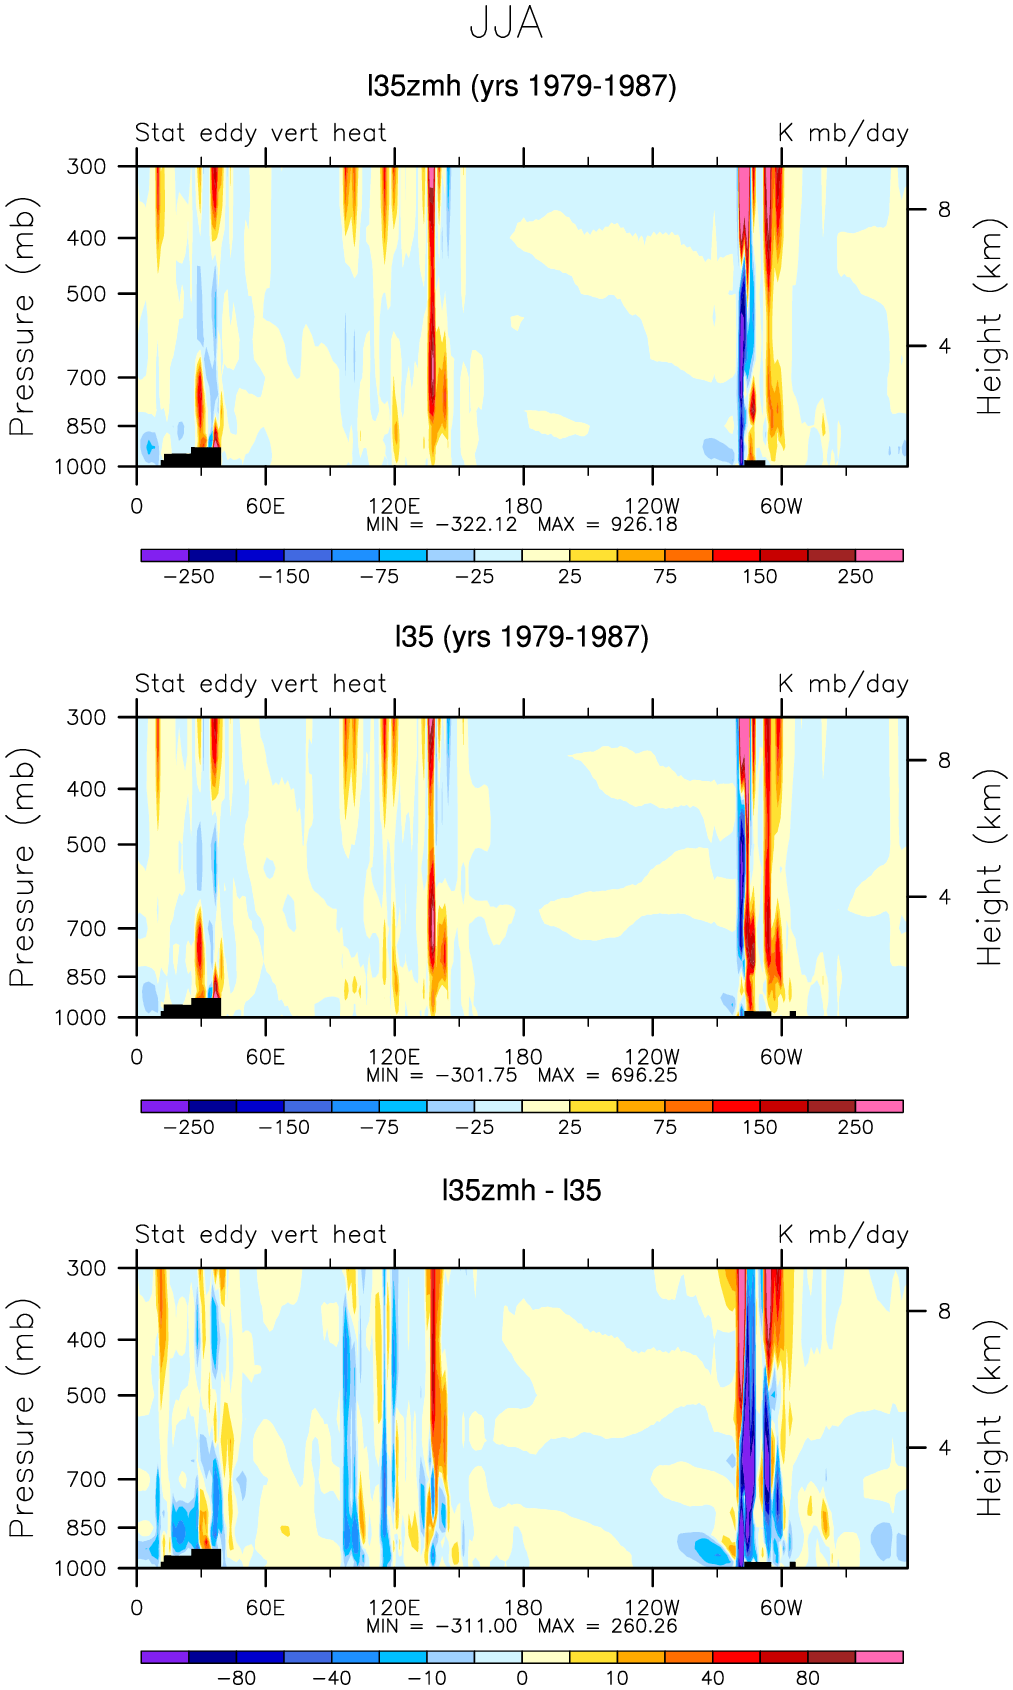 JJA
l35zmh (yrs 1979-1987)
Stat eddy vert heat K mb/day
300
400
500
700
850
1000
Pressure (mb)
8
4
Height (km)
0 60E 120E 180 120W 60W
MIN = -322.12 MAX = 926.18
-250 -150 -75 -25 25 75 150 250
l35 (yrs 1979-1987)
Stat eddy vert heat K mb/day
300
400
500
700
850
1000
Pressure (mb)
8
4
Height (km)
0 60E 120E 180 120W 60W
MIN = -301.75 MAX = 696.25
-250 -150 -75 -25 25 75 150 250
l35zmh - l35
Stat eddy vert heat K mb/day
300
400
500
700
850
1000
Pressure (mb)
8
4
Height (km)
0 60E 120E 180 120W 60W
MIN = -311.00 MAX = 260.26
-80 -40 -10 0 10 40 80